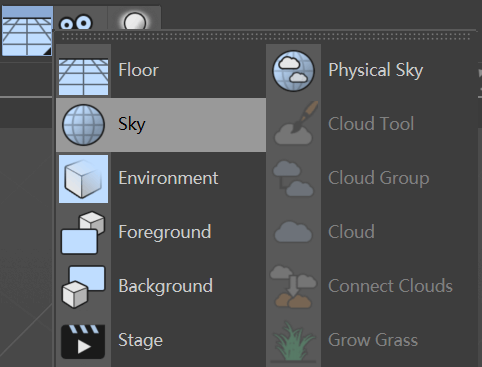 Floor
Sky
Environment
Foreground
Background
Stage
Physical Sky
Cloud Tool
Cloud Group
Cloud
Connect Clouds
Grow Grass